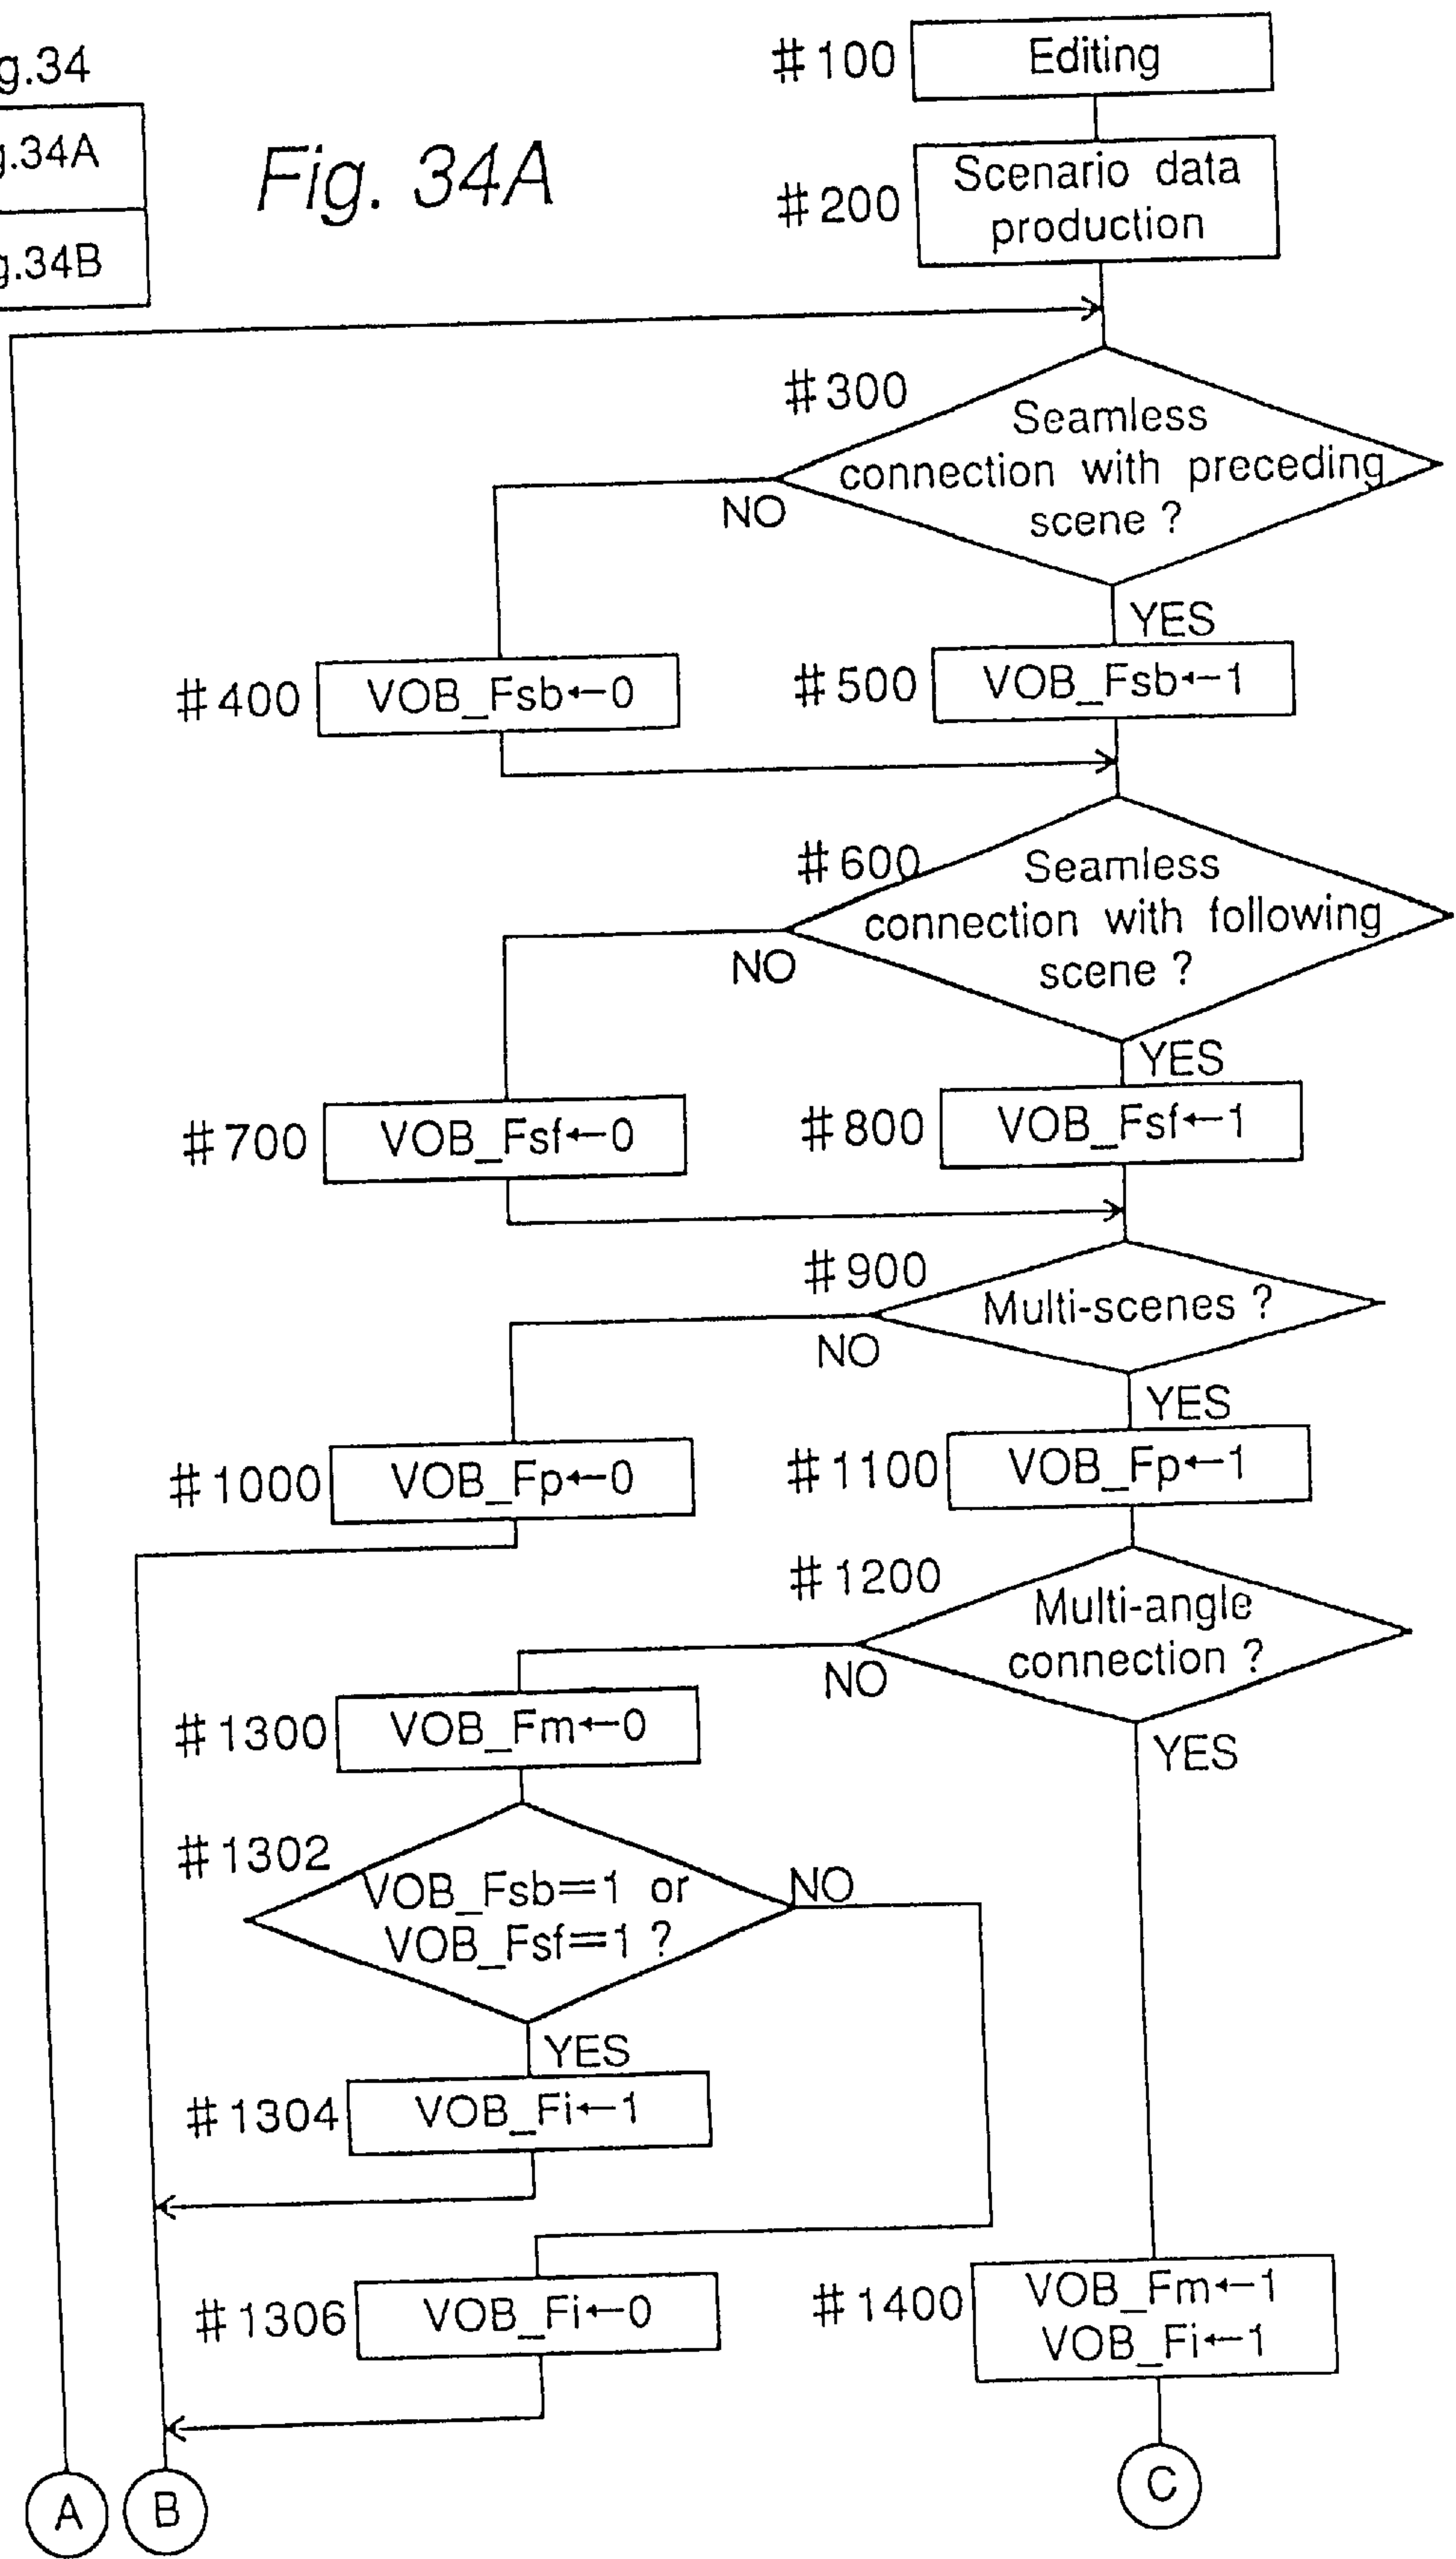 g.34
g.34A
g.34B
Fig. 34A
#100
Editing
#200
Scenario data
production
#300
Seamless
connection with preceding
scene ?
NO
YES
#400
VOB_Fsb←0
#500
VOB_Fsb←1
#600
Seamless
connection with following
scene ?
NO
YES
#700
VOB_Fsf←0
#800
VOB_Fsf←1
#900
Multi-scenes ?
NO
YES
#1000
VOB_Fp←0
#1100
VOB_Fp←1
#1200
Multi-angle
connection ?
NO
YES
#1300
VOB_Fm←0
#1302
VOB_Fsb=1 or
VOB_Fsf=1 ?
NO
YES
#1304
VOB_Fi←1
#1306
VOB_Fi←0
#1400
VOB_Fm←1
VOB_Fi←1
A
B
C